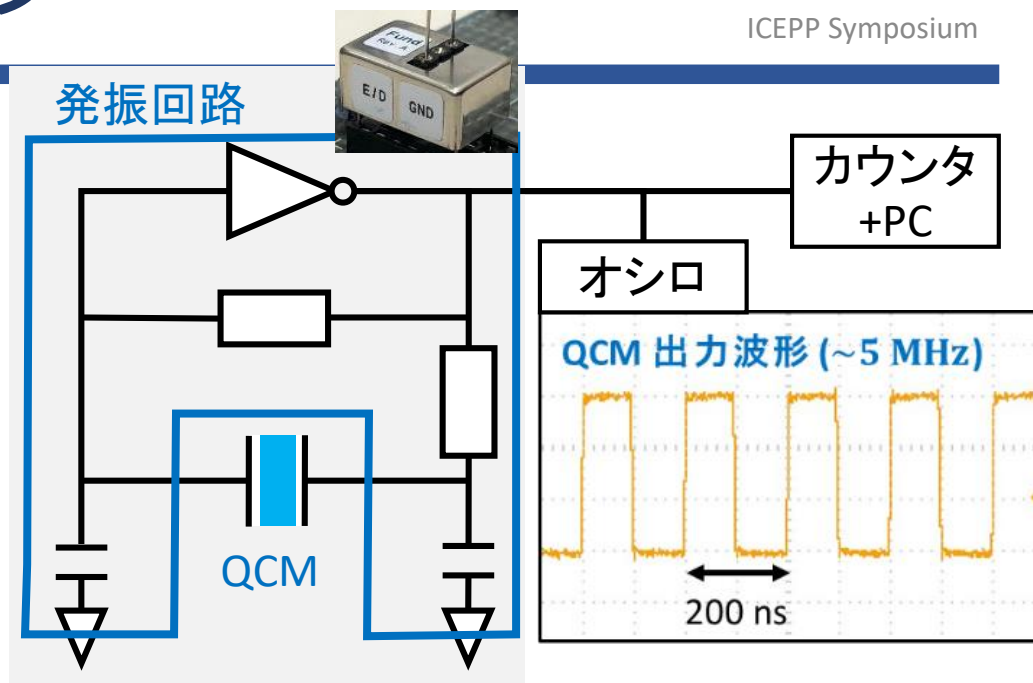 ICEPP Symposium
発振回路
Fund
Rev. A
E/D
GND
カウンタ
+PC
オシロ
QCM 出力波形 (~5 MHz)
QCM
200 ns